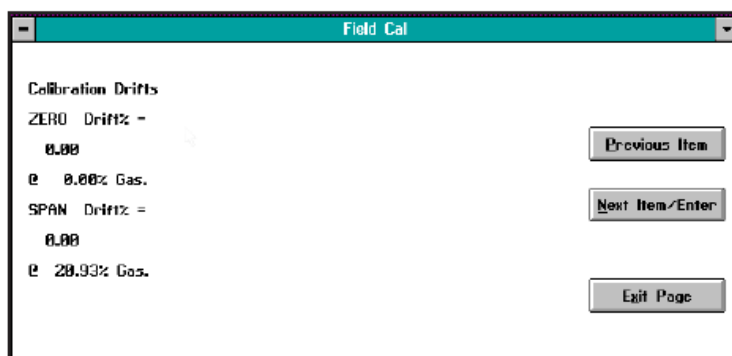 Field Cal
Calibration Drifts
ZERO Drift% =
0.00
Previous Item
@ 0.00% Gas.
Next Item/Enter
SPAN Drift% =
0.00
@ 20.93% Gas.
Exit Page